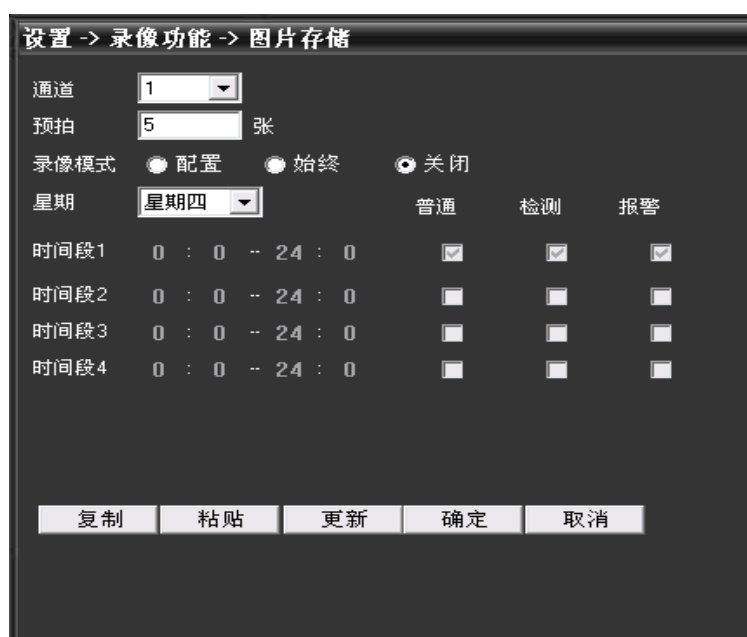 设置 -> 录像功能 -> 图片存储
通道 1
预拍 5 张
录像模式 配置 始终 关闭
星期 星期四 普通 检测 报警
时间段1 0 : 0 -- 24 : 0
时间段2 0 : 0 -- 24 : 0
时间段3 0 : 0 -- 24 : 0
时间段4 0 : 0 -- 24 : 0
复制 粘贴 更新 确定 取消